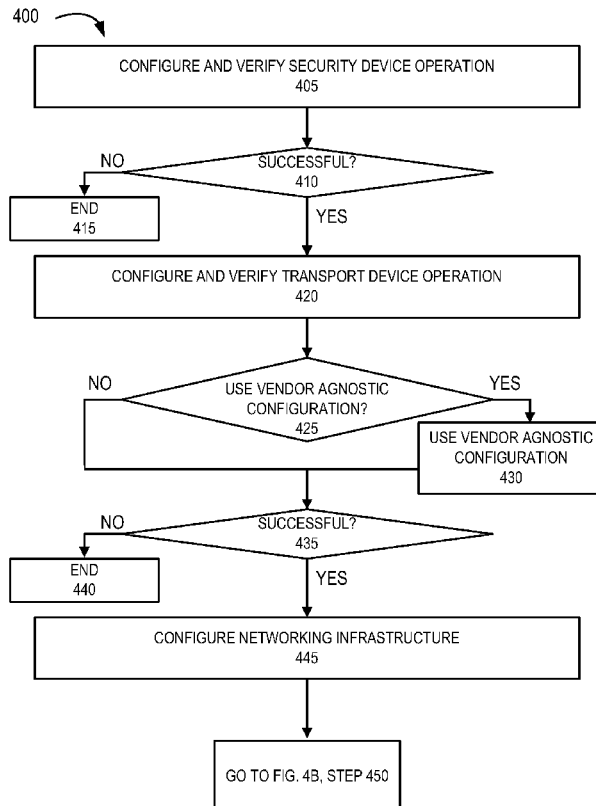 400
CONFIGURE AND VERIFY SECURITY DEVICE OPERATION
405
NO
SUCCESSFUL?
410
END
415
YES
CONFIGURE AND VERIFY TRANSPORT DEVICE OPERATION
420
NO
USE VENDOR AGNOSTIC
CONFIGURATION?
425
YES
USE VENDOR AGNOSTIC
CONFIGURATION
430
NO
SUCCESSFUL?
435
END
440
YES
CONFIGURE NETWORKING INFRASTRUCTURE
445
GO TO FIG. 4B, STEP 450